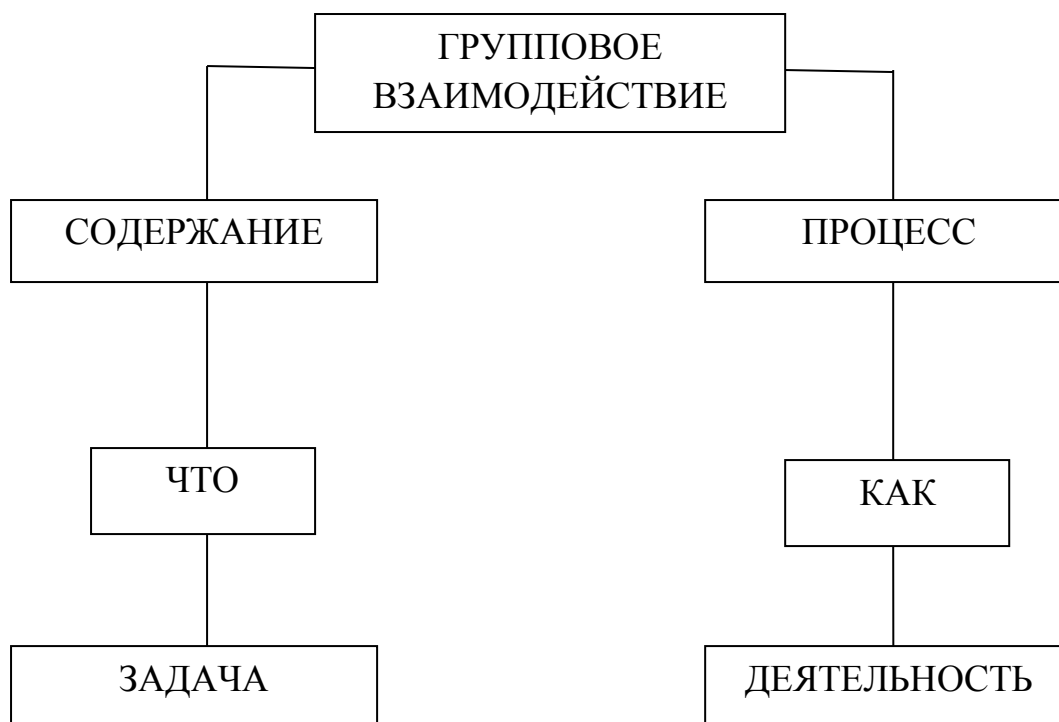 ГРУППОВОЕ
ВЗАИМОДЕЙСТВИЕ
СОДЕРЖАНИЕ
ПРОЦЕСС
ЧТО
КАК
ЗАДАЧА
ДЕЯТЕЛЬНОСТЬ